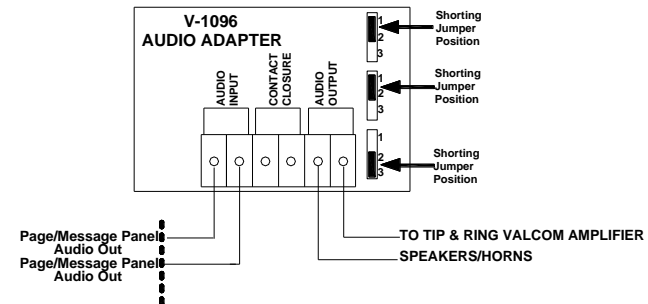 V-1096
AUDIO ADAPTER
AUDIO
INPUT
CONTACT
CLOSURE
AUDIO
OUTPUT
1
2
3
Shorting
Jumper
Position
1
2
3
Shorting
Jumper
Position
1
2
3
Shorting
Jumper
Position
Page/Message Panel
Audio Out
Page/Message Panel
Audio Out
TO TIP & RING VALCOM AMPLIFIER
SPEAKERS/HORNS